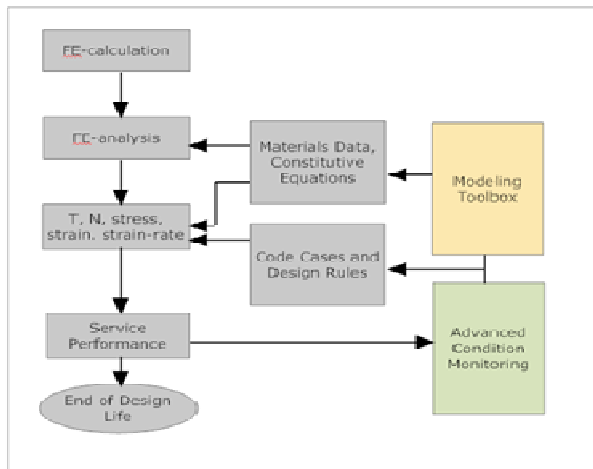 FE-calculation
FE-analysis
Materials Data,
Constitutive
Equations
Modeling
Toolbox
T, N, stress,
strain. strain-rate
Code Cases and
Design Rules
Service
Performance
Advanced
Condition
Monitoring
End of Design
Life